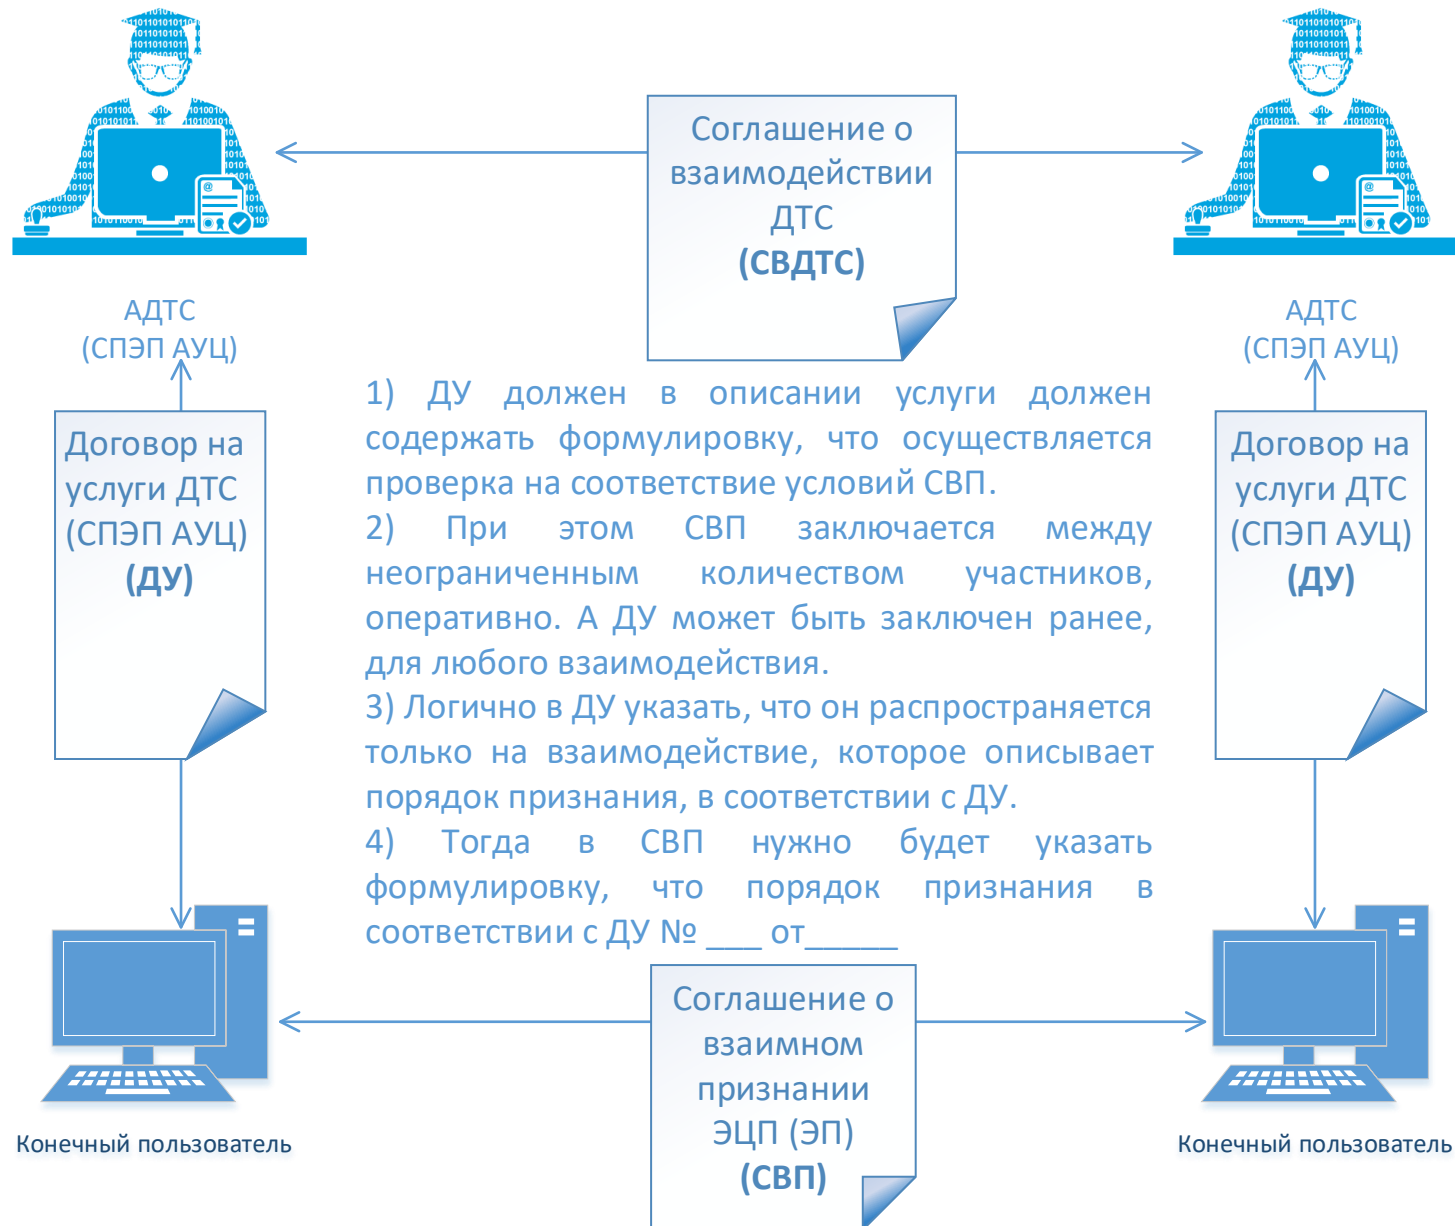 Соглашение о
взаимодействии
ДТС
(СВДТС)
АДТС
(СПЭП АУЦ)
АДТС
(СПЭП АУЦ)
Договор на
услуги ДТС
(СПЭП АУЦ)
(ДУ)
1) ДУ должен в описании услуги должен
содержать формулировку, что осуществляется
проверка на соответствие условий СВП.
2) При этом СВП заключается между
неограниченным количеством участников,
оперативно. А ДУ может быть заключен ранее,
для любого взаимодействия.
3) Логично в ДУ указать, что он распространяется
только на взаимодействие, которое описывает
порядок признания, в соответствии с ДУ.
4) Тогда в СВП нужно будет указать
формулировку, что порядок признания в
соответствии с ДУ № ___ от_____
Договор на
услуги ДТС
(СПЭП АУЦ)
(ДУ)
Соглашение о
взаимном
признании
ЭЦП (ЭП)
(СВП)
Конечный пользователь
Конечный пользователь